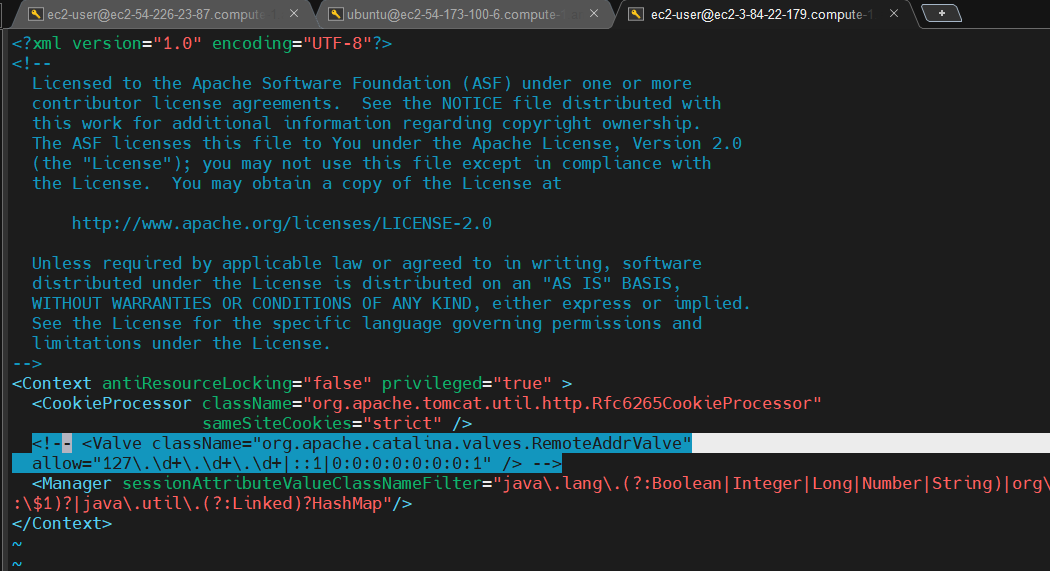 ec2-user@ec2-54-226-23-87.compute-1
ubuntu@ec2-54-173-100-6.compute-1.
ec2-user@ec2-3-84-22-179.compute-1
<?xml version="1.0" encoding="UTF-8"?>
<!--
  Licensed to the Apache Software Foundation (ASF) under one or more
  contributor license agreements.  See the NOTICE file distributed with
  this work for additional information regarding copyright ownership.
  The ASF licenses this file to You under the Apache License, Version 2.0
  (the "License"); you may not use this file except in compliance with
  the License.  You may obtain a copy of the License at

      http://www.apache.org/licenses/LICENSE-2.0

  Unless required by applicable law or agreed to in writing, software
  distributed under the License is distributed on an "AS IS" BASIS,
  WITHOUT WARRANTIES OR CONDITIONS OF ANY KIND, either express or implied.
  See the License for the specific language governing permissions and
  limitations under the License.
-->
<Context antiResourceLocking="false" privileged="true" >
  <CookieProcessor className="org.apache.tomcat.util.http.Rfc6265CookieProcessor"
                   sameSiteCookies="strict" />
  <!-- <Valve className="org.apache.catalina.valves.RemoteAddrValve"
  allow="127\.\d+\.\d+\.\d+|::1|0:0:0:0:0:0:0:1" /> -->
  <Manager sessionAttributeValueClassNameFilter="java\.lang\.(?:Boolean|Integer|Long|Number|String)|org\
:\$1)?|java\.util\.(?:Linked)?HashMap"/>
</Context>
~
~